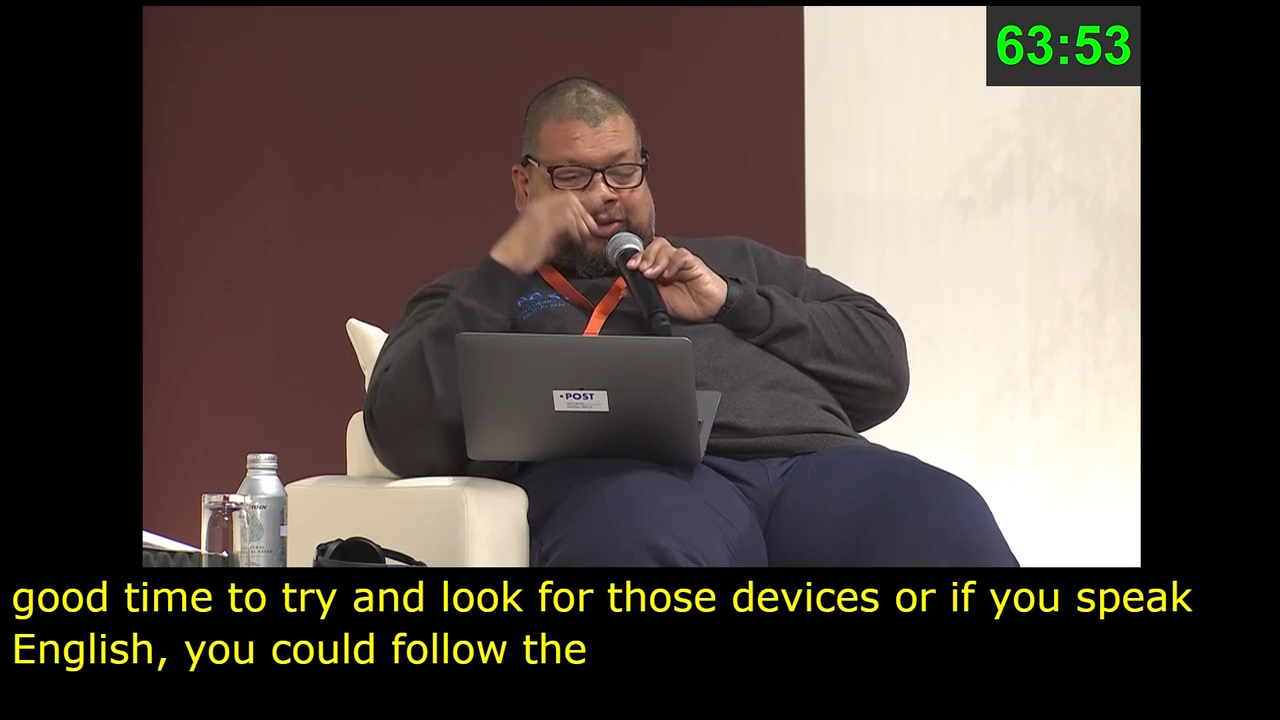 63:53
POST
good time to try and look for those devices or if you speak
English, you could follow the